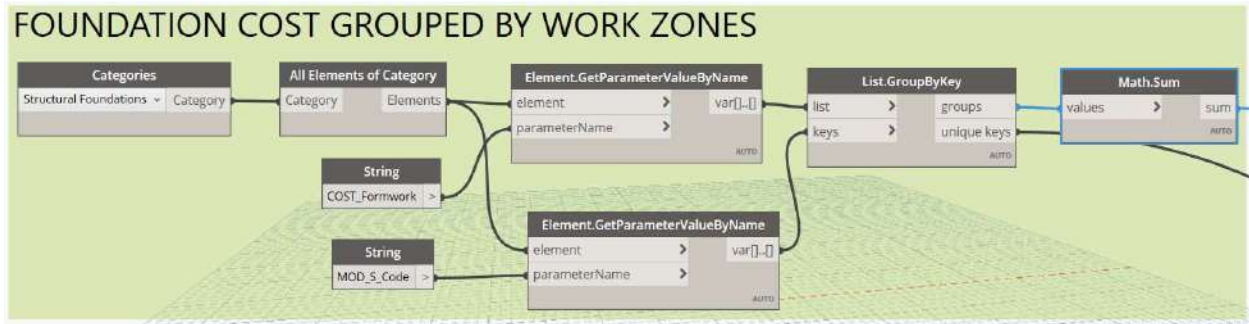 FOUNDATION COST GROUPED BY WORK ZONES
Categories
Structural Foundations Category
All Elements of Category
Category Elements
Element.GetParameterValueByName
element > var[]..[]
parameterName >
AUTO
List.GroupByKey
list > groups
keys > unique keys
AUTO
Math.Sum
values > sum
AUTO
String
COST_Formwork >
Element.GetParameterValueByName
element > var[]..[]
parameterName >
AUTO
String
MOD_S_Code >